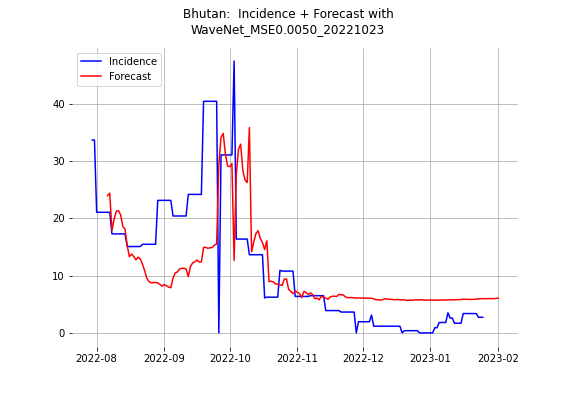 Bhutan:  Incidence + Forecast with
WaveNet_MSE0.0050_20221023
Incidence
Forecast
40
30
20
10
0
2022-08 2022-09 2022-10 2022-11 2022-12 2023-01 2023-02